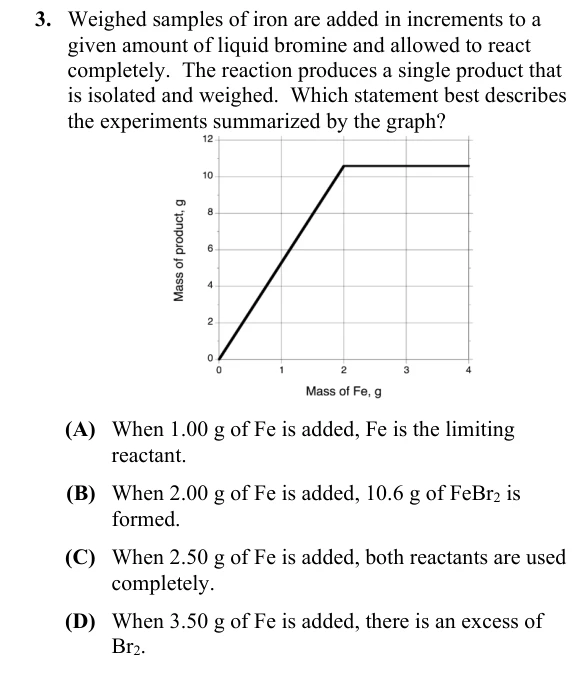 3. Weighed samples of iron are added in increments to a
given amount of liquid bromine and allowed to react
completely. The reaction produces a single product that
is isolated and weighed. Which statement best describes
the experiments summarized by the graph?
12
10
8
6
4
2
0
Mass of product, g
0 1 2 3 4
Mass of Fe, g
(A) When 1.00 g of Fe is added, Fe is the limiting
reactant.
(B) When 2.00 g of Fe is added, 10.6 g of FeBr₂ is
formed.
(C) When 2.50 g of Fe is added, both reactants are used
completely.
(D) When 3.50 g of Fe is added, there is an excess of
Br₂.